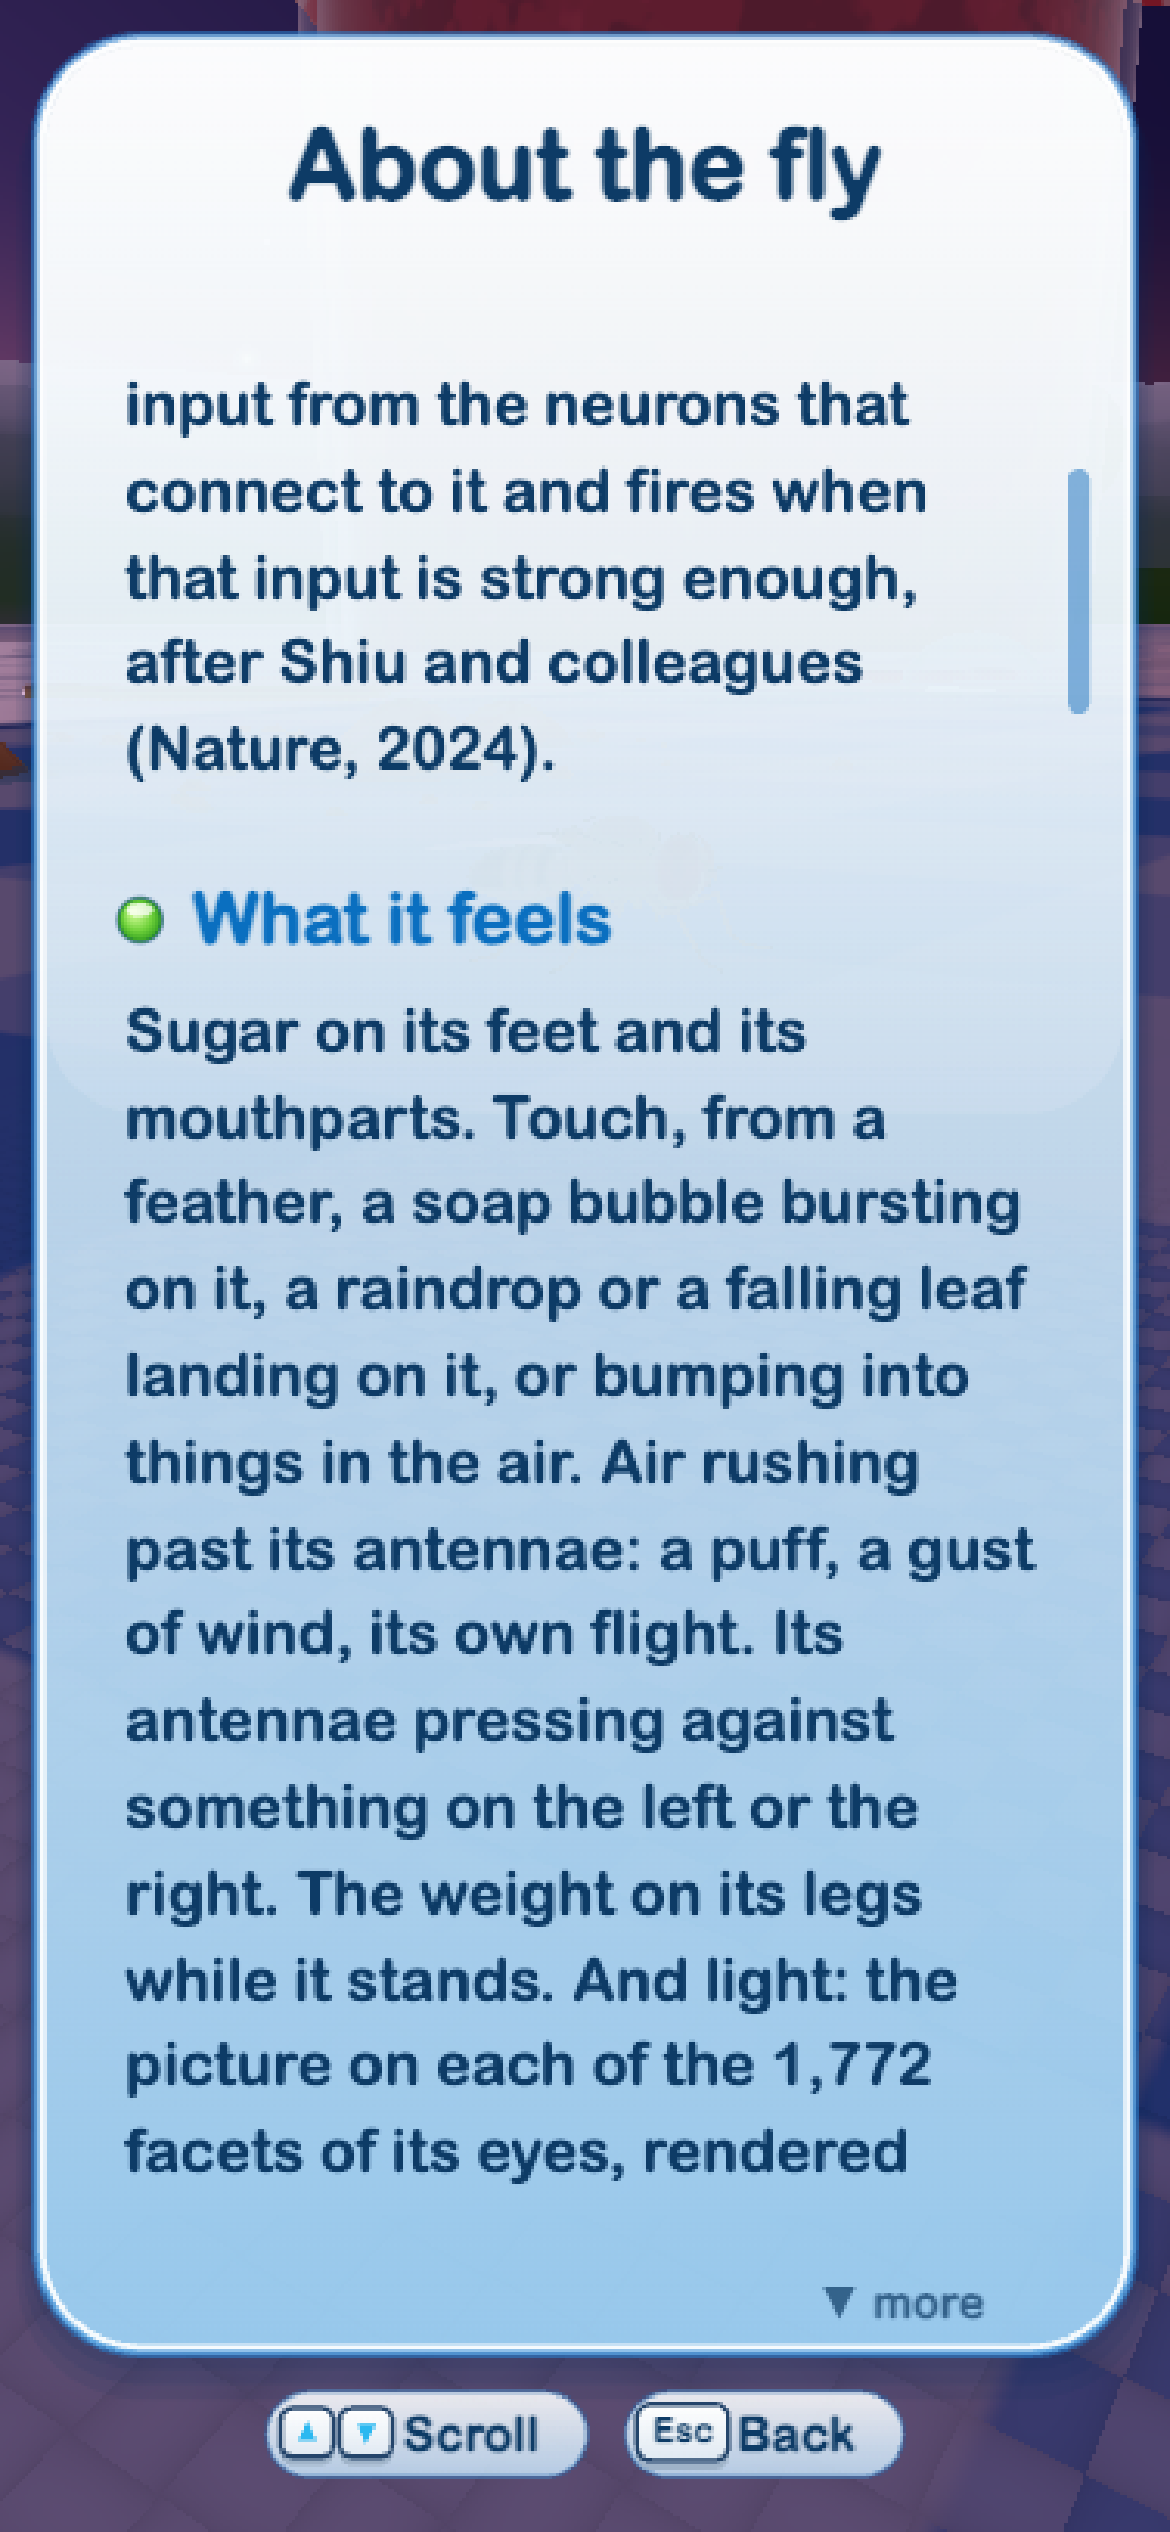 About the fly
input from the neurons that
connect to it and fires when
that input is strong enough,
after Shiu and colleagues
(Nature, 2024).
What it feels
Sugar on its feet and its
mouthparts. Touch, from a
feather, a soap bubble bursting
on it, a raindrop or a falling leaf
landing on it, or bumping into
things in the air. Air rushing
past its antennae: a puff, a gust
of wind, its own flight. Its
antennae pressing against
something on the left or the
right. The weight on its legs
while it stands. And light: the
picture on each of the 1,772
facets of its eyes, rendered
▼ more
▲ ▼ Scroll
Esc Back